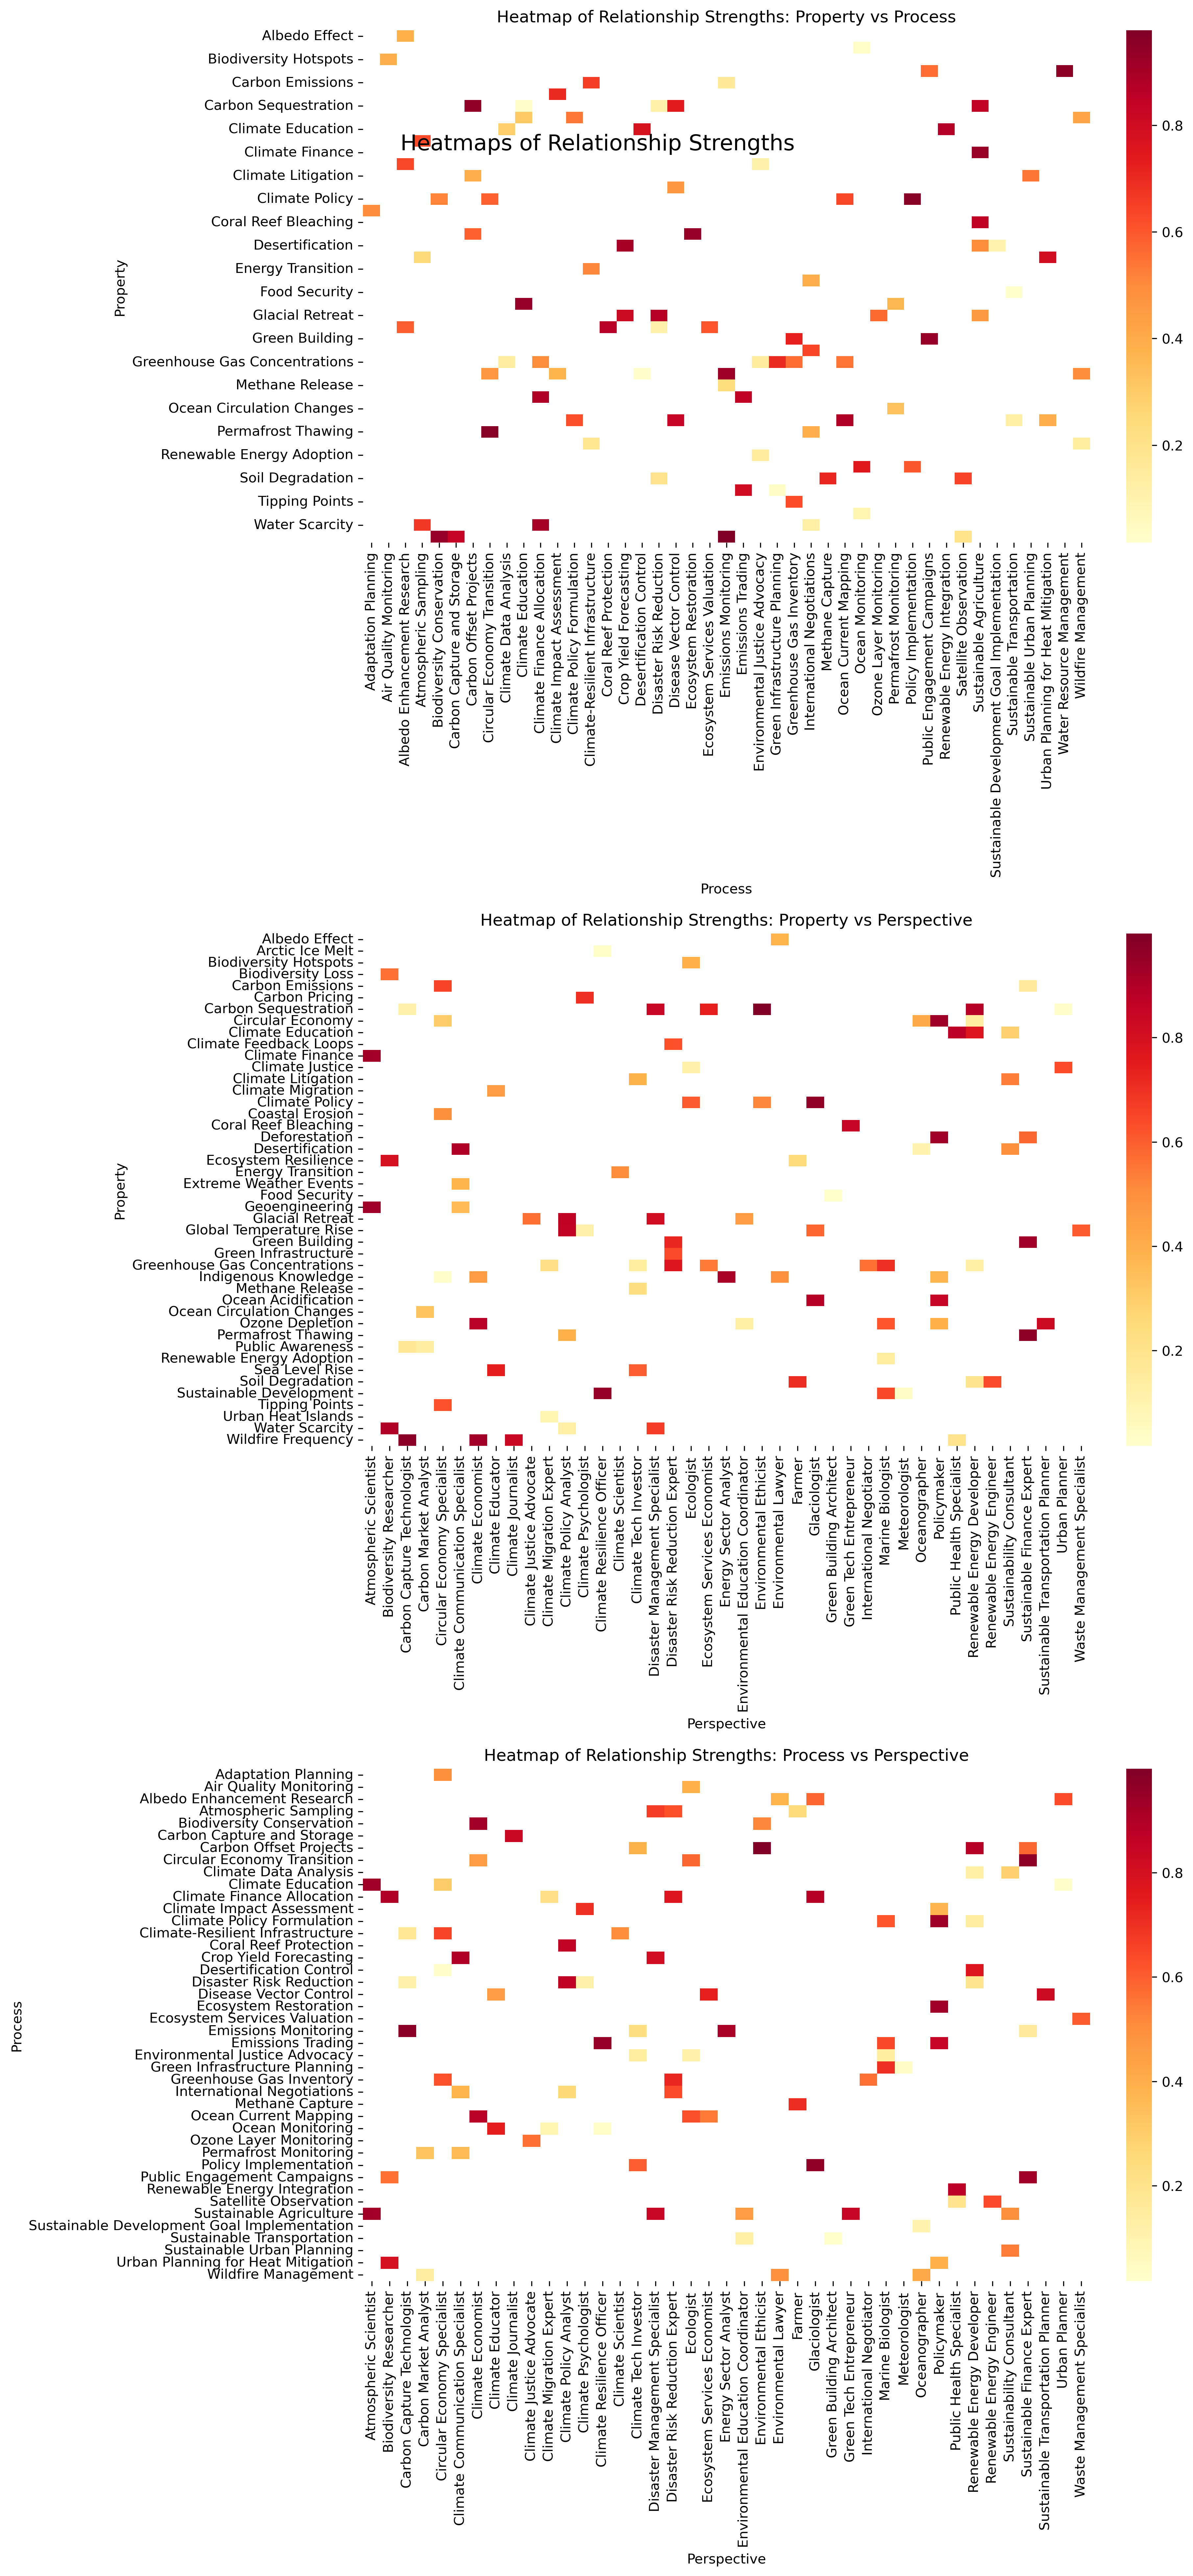 Heatmap of Relationship Strengths: Property vs Process
Albedo Effect
Biodiversity Hotspots
Carbon Emissions
Carbon Sequestration
Climate Education
Heatmaps of Relationship Strengths
Climate Finance
Climate Litigation
Climate Policy
Coral Reef Bleaching
Desertification
Energy Transition
Food Security
Glacial Retreat
Green Building
Greenhouse Gas Concentrations
Methane Release
Ocean Circulation Changes
Permafrost Thawing
Renewable Energy Adoption
Soil Degradation
Tipping Points
Water Scarcity
Property
0.8
0.6
0.4
0.2
Adaptation Planning
Air Quality Monitoring
Albedo Enhancement Research
Atmospheric Sampling
Biodiversity Conservation
Carbon Capture and Storage
Carbon Offset Projects
Circular Economy Transition
Climate Data Analysis
Climate Education
Climate Finance Allocation
Climate Impact Assessment
Climate Policy Formulation
Climate-Resilient Infrastructure
Coral Reef Protection
Crop Yield Forecasting
Desertification Control
Disaster Risk Reduction
Disease Vector Control
Ecosystem Restoration
Ecosystem Services Valuation
Emissions Monitoring
Emissions Trading
Environmental Justice Advocacy
Green Infrastructure Planning
Greenhouse Gas Inventory
International Negotiations
Methane Capture
Ocean Current Mapping
Ocean Monitoring
Ozone Layer Monitoring
Permafrost Monitoring
Policy Implementation
Public Engagement Campaigns
Renewable Energy Integration
Satellite Observation
Sustainable Agriculture
Sustainable Development Goal Implementation
Sustainable Transportation
Sustainable Urban Planning
Urban Planning for Heat Mitigation
Water Resource Management
Wildfire Management
Process
Heatmap of Relationship Strengths: Property vs Perspective
Albedo Effect
Arctic Ice Melt
Biodiversity Hotspots
Biodiversity Loss
Carbon Emissions
Carbon Pricing
Carbon Sequestration
Circular Economy
Climate Education
Climate Feedback Loops
Climate Finance
Climate Justice
Climate Litigation
Climate Migration
Climate Policy
Coastal Erosion
Coral Reef Bleaching
Deforestation
Desertification
Ecosystem Resilience
Energy Transition
Extreme Weather Events
Food Security
Geoengineering
Glacial Retreat
Global Temperature Rise
Green Building
Green Infrastructure
Greenhouse Gas Concentrations
Indigenous Knowledge
Methane Release
Ocean Acidification
Ocean Circulation Changes
Ozone Depletion
Permafrost Thawing
Public Awareness
Renewable Energy Adoption
Sea Level Rise
Soil Degradation
Sustainable Development
Tipping Points
Urban Heat Islands
Water Scarcity
Wildfire Frequency
Property
0.8
0.6
0.4
0.2
Atmospheric Scientist
Biodiversity Researcher
Carbon Capture Technologist
Carbon Market Analyst
Circular Economy Specialist
Climate Communication Specialist
Climate Economist
Climate Educator
Climate Journalist
Climate Justice Advocate
Climate Migration Expert
Climate Policy Analyst
Climate Psychologist
Climate Resilience Officer
Climate Scientist
Climate Tech Investor
Disaster Management Specialist
Disaster Risk Reduction Expert
Ecologist
Ecosystem Services Economist
Energy Sector Analyst
Environmental Education Coordinator
Environmental Ethicist
Environmental Lawyer
Farmer
Glaciologist
Green Building Architect
Green Tech Entrepreneur
International Negotiator
Marine Biologist
Meteorologist
Oceanographer
Policymaker
Public Health Specialist
Renewable Energy Developer
Renewable Energy Engineer
Sustainability Consultant
Sustainable Finance Expert
Sustainable Transportation Planner
Urban Planner
Waste Management Specialist
Perspective
Heatmap of Relationship Strengths: Process vs Perspective
Adaptation Planning
Air Quality Monitoring
Albedo Enhancement Research
Atmospheric Sampling
Biodiversity Conservation
Carbon Capture and Storage
Carbon Offset Projects
Circular Economy Transition
Climate Data Analysis
Climate Education
Climate Finance Allocation
Climate Impact Assessment
Climate Policy Formulation
Climate-Resilient Infrastructure
Coral Reef Protection
Crop Yield Forecasting
Desertification Control
Disaster Risk Reduction
Disease Vector Control
Ecosystem Restoration
Ecosystem Services Valuation
Emissions Monitoring
Emissions Trading
Environmental Justice Advocacy
Green Infrastructure Planning
Greenhouse Gas Inventory
International Negotiations
Methane Capture
Ocean Current Mapping
Ocean Monitoring
Ozone Layer Monitoring
Permafrost Monitoring
Policy Implementation
Public Engagement Campaigns
Renewable Energy Integration
Satellite Observation
Sustainable Agriculture
Sustainable Development Goal Implementation
Sustainable Transportation
Sustainable Urban Planning
Urban Planning for Heat Mitigation
Wildfire Management
Process
0.8
0.6
0.4
0.2
Atmospheric Scientist
Biodiversity Researcher
Carbon Capture Technologist
Carbon Market Analyst
Circular Economy Specialist
Climate Communication Specialist
Climate Economist
Climate Educator
Climate Journalist
Climate Justice Advocate
Climate Migration Expert
Climate Policy Analyst
Climate Psychologist
Climate Resilience Officer
Climate Scientist
Climate Tech Investor
Disaster Management Specialist
Disaster Risk Reduction Expert
Ecologist
Ecosystem Services Economist
Energy Sector Analyst
Environmental Education Coordinator
Environmental Ethicist
Environmental Lawyer
Farmer
Glaciologist
Green Building Architect
Green Tech Entrepreneur
International Negotiator
Marine Biologist
Meteorologist
Oceanographer
Policymaker
Public Health Specialist
Renewable Energy Developer
Renewable Energy Engineer
Sustainability Consultant
Sustainable Finance Expert
Sustainable Transportation Planner
Urban Planner
Waste Management Specialist
Perspective